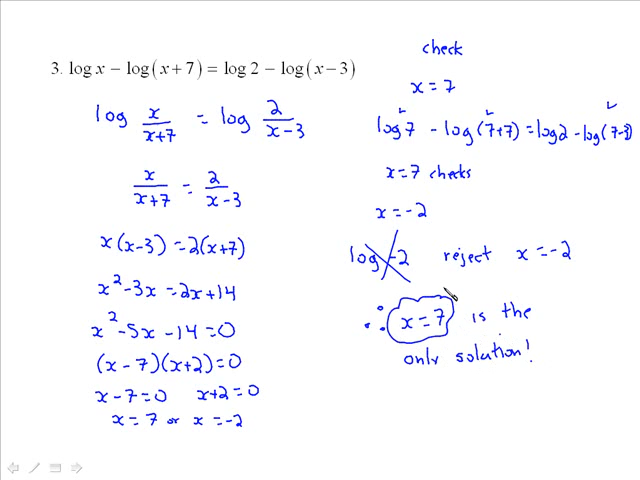 3. log x − log(x+7) = log 2 − log(x−3)
log x/(x+7) = log 2/(x−3)
x/(x+7) = 2/(x−3)
x(x−3) = 2(x+7)
x² −3x = 2x+14
x² −5x −14 = 0
(x −7)(x+2) = 0
x −7 = 0 x+2 = 0
x = 7 or x = −2
check
x = 7
log 7 − log(7+7) = log 2 − log(7−3)
x = 7 checks
x = −2
log −2 reject x = −2
∴ x = 7 is the
only solution!